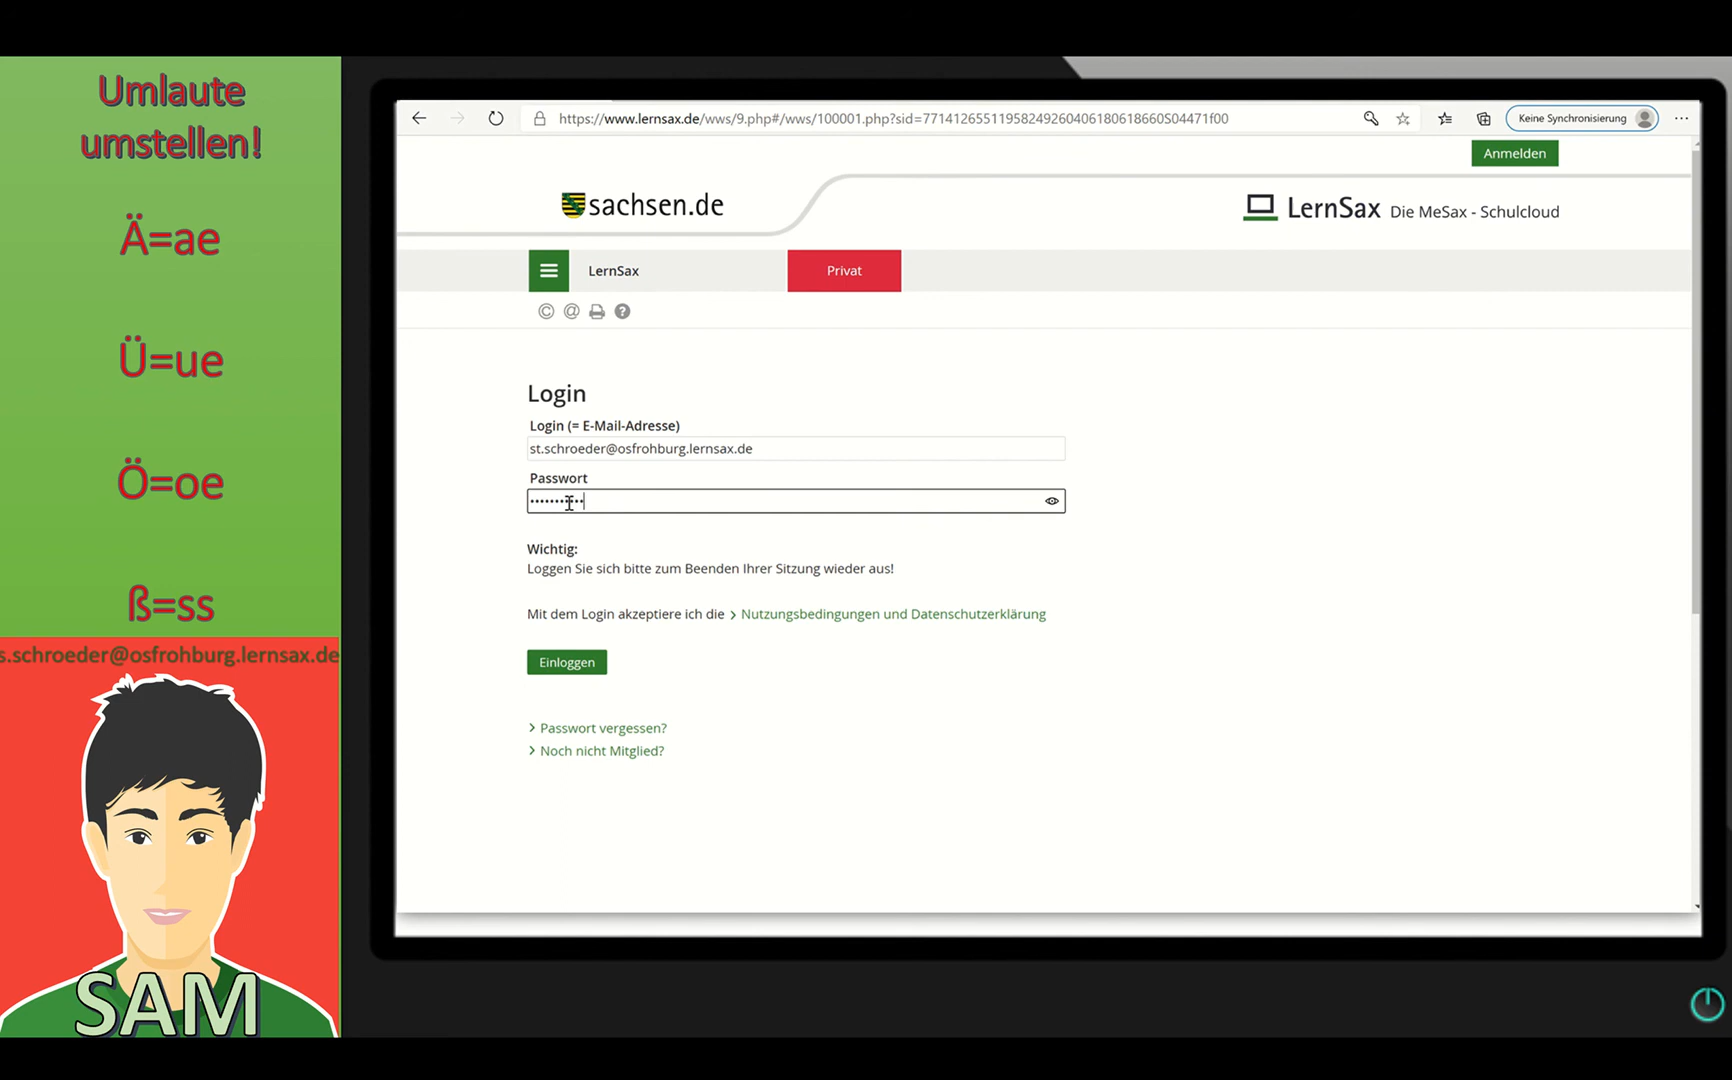 Umlaute
umstellen!
Ä=ae
Ü=ue
Ö=oe
ß=ss
s.schroeder@osfrohburg.lernsax.de
SAM
https://www.lernsax.de/wws/9.php#/wws/100001.php?sid=77141265511958249260406180618660S04471f00
Keine Synchronisierung
Anmelden
sachsen.de
LernSax Die MeSax - Schulcloud
LernSax
Privat
Login
Login (= E-Mail-Adresse)
st.schroeder@osfrohburg.lernsax.de
Passwort
Wichtig:
Loggen Sie sich bitte zum Beenden Ihrer Sitzung wieder aus!
Mit dem Login akzeptiere ich die > Nutzungsbedingungen und Datenschutzerklärung
Einloggen
> Passwort vergessen?
> Noch nicht Mitglied?